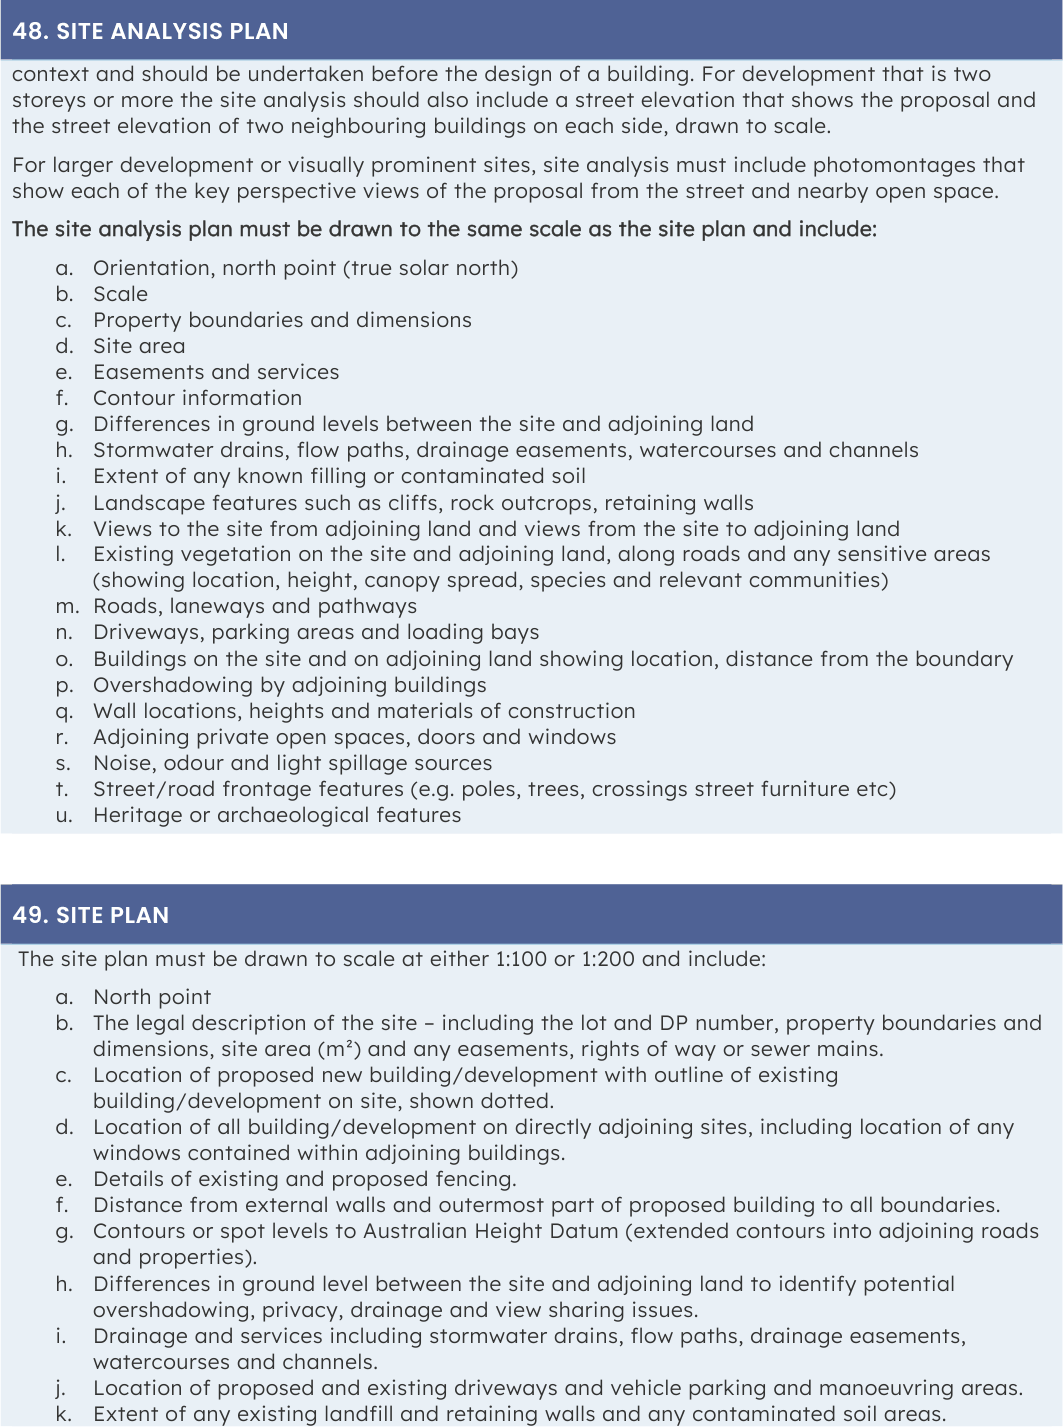 48. SITE ANALYSIS PLAN
context and should be undertaken before the design of a building. For development that is two
storeys or more the site analysis should also include a street elevation that shows the proposal and
the street elevation of two neighbouring buildings on each side, drawn to scale.
For larger development or visually prominent sites, site analysis must include photomontages that
show each of the key perspective views of the proposal from the street and nearby open space.
The site analysis plan must be drawn to the same scale as the site plan and include:
a. Orientation, north point (true solar north)
b. Scale
c. Property boundaries and dimensions
d. Site area
e. Easements and services
f. Contour information
g. Differences in ground levels between the site and adjoining land
h. Stormwater drains, flow paths, drainage easements, watercourses and channels
i. Extent of any known filling or contaminated soil
j. Landscape features such as cliffs, rock outcrops, retaining walls
k. Views to the site from adjoining land and views from the site to adjoining land
l. Existing vegetation on the site and adjoining land, along roads and any sensitive areas
(showing location, height, canopy spread, species and relevant communities)
m. Roads, laneways and pathways
n. Driveways, parking areas and loading bays
o. Buildings on the site and on adjoining land showing location, distance from the boundary
p. Overshadowing by adjoining buildings
q. Wall locations, heights and materials of construction
r. Adjoining private open spaces, doors and windows
s. Noise, odour and light spillage sources
t. Street/road frontage features (e.g. poles, trees, crossings street furniture etc)
u. Heritage or archaeological features
49. SITE PLAN
The site plan must be drawn to scale at either 1:100 or 1:200 and include:
a. North point
b. The legal description of the site – including the lot and DP number, property boundaries and
dimensions, site area (m²) and any easements, rights of way or sewer mains.
c. Location of proposed new building/development with outline of existing
building/development on site, shown dotted.
d. Location of all building/development on directly adjoining sites, including location of any
windows contained within adjoining buildings.
e. Details of existing and proposed fencing.
f. Distance from external walls and outermost part of proposed building to all boundaries.
g. Contours or spot levels to Australian Height Datum (extended contours into adjoining roads
and properties).
h. Differences in ground level between the site and adjoining land to identify potential
overshadowing, privacy, drainage and view sharing issues.
i. Drainage and services including stormwater drains, flow paths, drainage easements,
watercourses and channels.
j. Location of proposed and existing driveways and vehicle parking and manoeuvring areas.
k. Extent of any existing landfill and retaining walls and any contaminated soil areas.